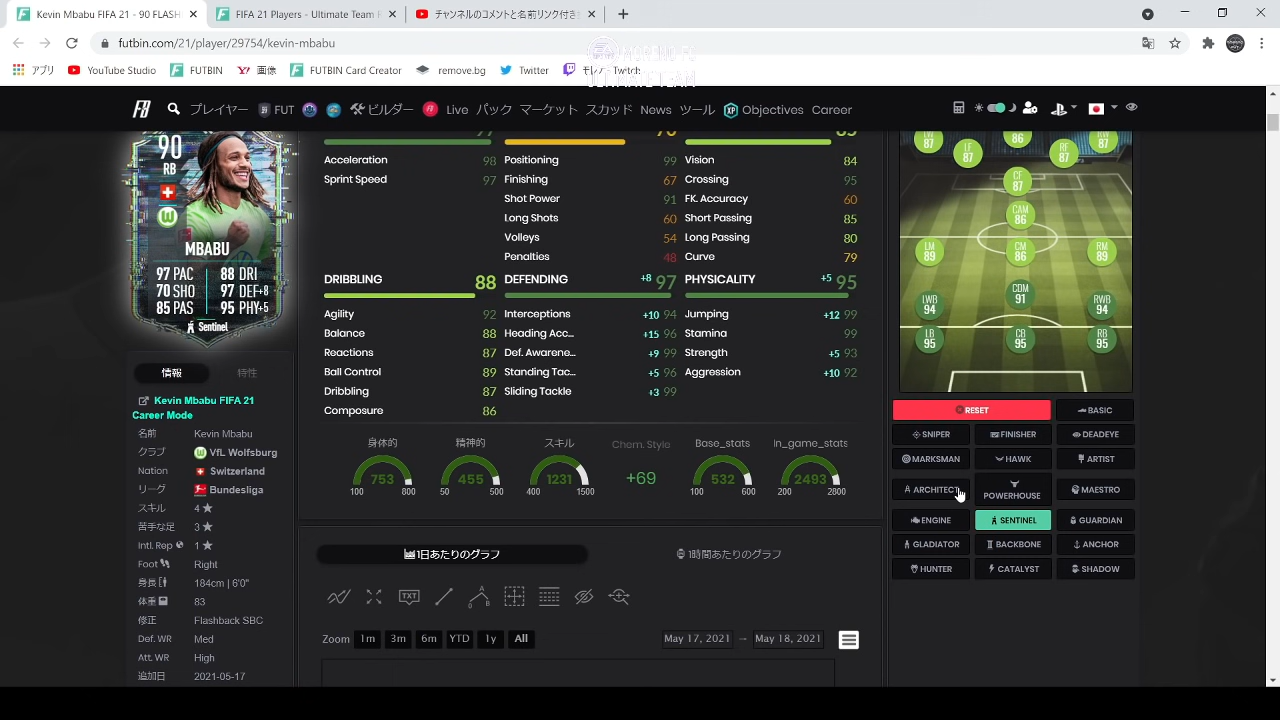 Kevin Mbabu FIFA 21 - 90 FLASH
FIFA 21 Players - Ultimate Team
チャンネルのコメントと名前リンク付き
futbin.com/21/player/29754/kevin-mbabu
アプリ YouTube Studio FUTBIN 画像 FUTBIN Card Creator remove.bg Twitter Twitch
プレイヤー FUT ビルダー Live パック マーケット スカッド News ツール Objectives Career
90
RB
MBABU
97 PAC 88 DRI
70 SHO 97 DEF+8
85 PAS 95 PHY+5
Sentinel
情報 特性
Kevin Mbabu FIFA 21
Career Mode
名前 Kevin Mbabu
クラブ VfL Wolfsburg
Nation Switzerland
リーグ Bundesliga
スキル 4
苦手な足 3
Intl. Rep 1
Foot Right
身長 184cm | 6'0"
体重 83
修正 Flashback SBC
Def. WR Med
Att. WR High
追加日 2021-05-17
Acceleration 98
Sprint Speed 97
Positioning 99
Finishing 67
Shot Power 91
Long Shots 60
Volleys 54
Penalties 48
Vision 84
Crossing 95
FK. Accuracy 60
Short Passing 85
Long Passing 80
Curve 79
DRIBBLING 88
Agility 92
Balance 88
Reactions 87
Ball Control 89
Dribbling 87
Composure 86
DEFENDING +8 97
Interceptions +10 94
Heading Acc... +15 96
Def. Awarene... +9 99
Standing Tac... +5 96
Sliding Tackle +3 99
PHYSICALITY +5 95
Jumping +12 99
Stamina 99
Strength +5 93
Aggression +10 92
身体的 精神的 スキル Chem. Style Base_stats In_game_stats
753 455 1231 +69 532 2493
100 800 50 500 400 1500 100 600 200 2800
1日あたりのグラフ 1時間あたりのグラフ
TXT
Zoom 1m 3m 6m YTD 1y All May 17, 2021 → May 18, 2021
LW 87
LF 87
86
RF 87
RW 87
CF 87
CAM 86
LM 89
CM 86
RM 89
CDM 91
LWB 94
RWB 94
LB 95
CB 95
RB 95
RESET BASIC
SNIPER FINISHER DEADEYE
MARKSMAN HAWK ARTIST
ARCHITECT POWERHOUSE MAESTRO
ENGINE SENTINEL GUARDIAN
GLADIATOR BACKBONE ANCHOR
HUNTER CATALYST SHADOW